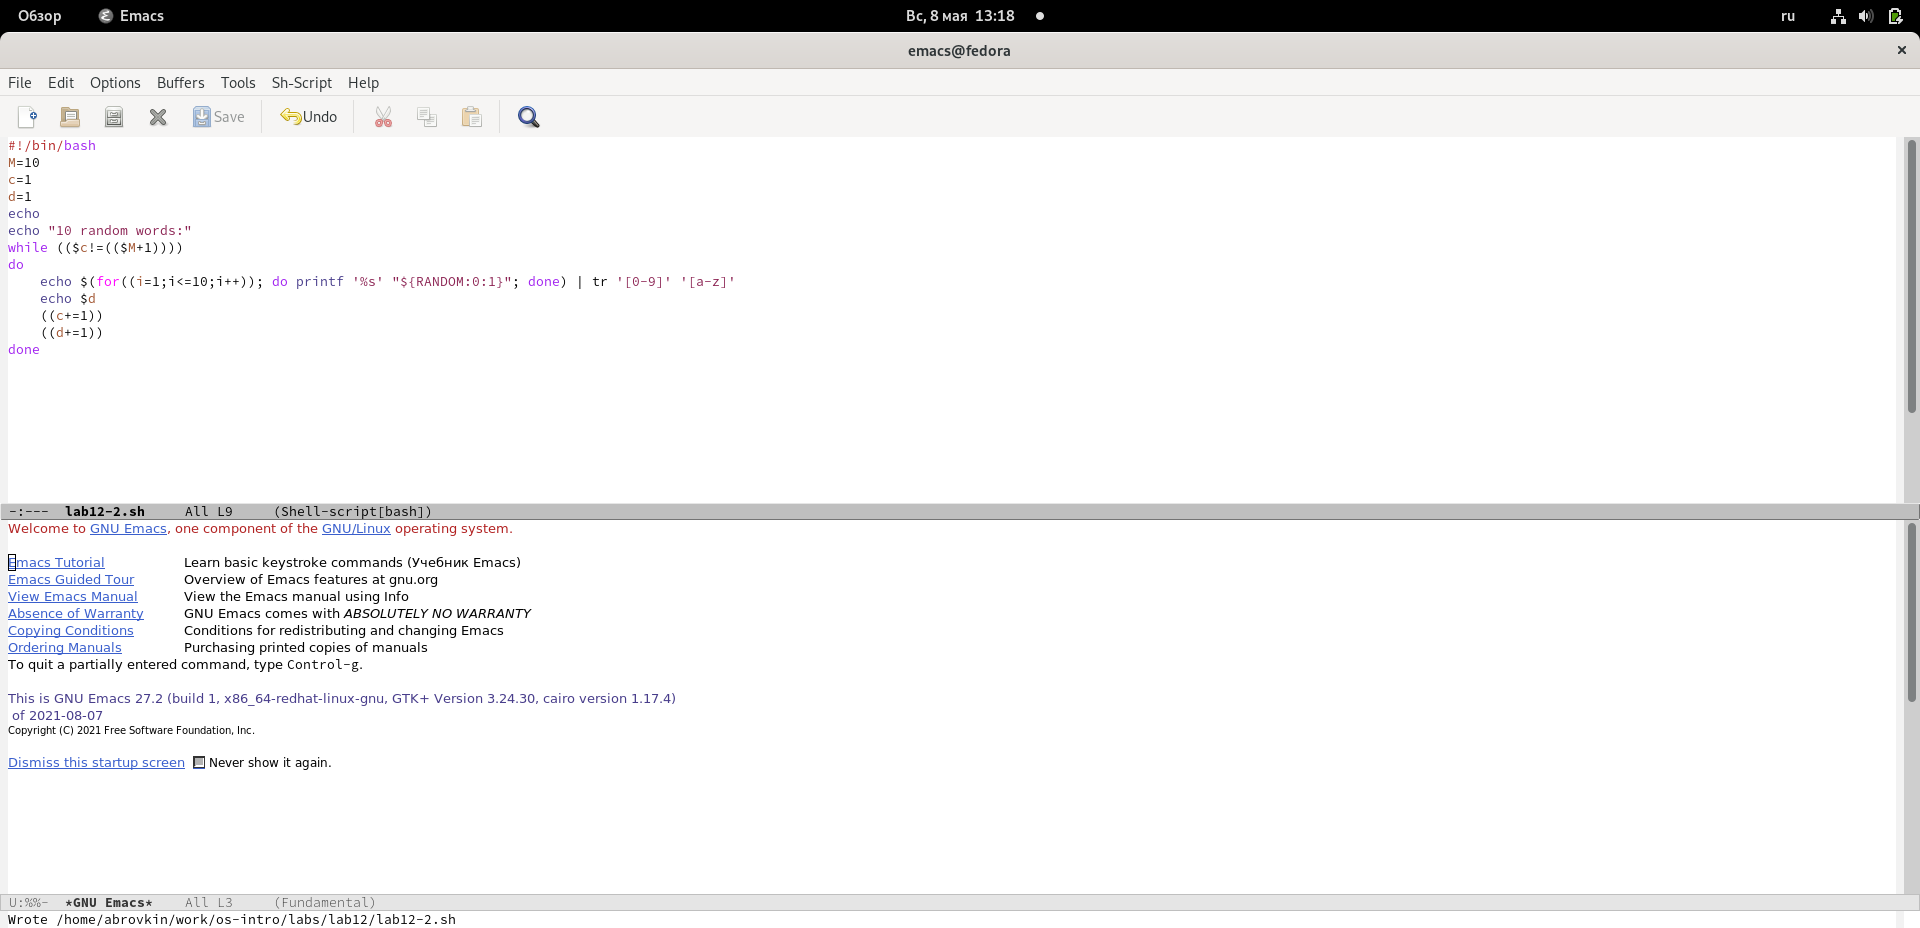 Обзор Emacs Вс, 8 мая 13:18 ru
emacs@fedora
File Edit Options Buffers Tools Sh-Script Help
Save Undo
#!/bin/bash
M=10
c=1
d=1
echo
echo "10 random words:"
while (($c!=(($M+1))))
do
    echo $(for((i=1;i<=10;i++)); do printf '%s' "${RANDOM:0:1}"; done) | tr '[0-9]' '[a-z]'
    echo $d
    ((c+=1))
    ((d+=1))
done
-:--- lab12-2.sh All L9 (Shell-script[bash])
Welcome to GNU Emacs, one component of the GNU/Linux operating system.
Emacs Tutorial Learn basic keystroke commands (Учебник Emacs)
Emacs Guided Tour Overview of Emacs features at gnu.org
View Emacs Manual View the Emacs manual using Info
Absence of Warranty GNU Emacs comes with ABSOLUTELY NO WARRANTY
Copying Conditions Conditions for redistributing and changing Emacs
Ordering Manuals Purchasing printed copies of manuals
To quit a partially entered command, type Control-g.
This is GNU Emacs 27.2 (build 1, x86_64-redhat-linux-gnu, GTK+ Version 3.24.30, cairo version 1.17.4)
of 2021-08-07
Copyright (C) 2021 Free Software Foundation, Inc.
Dismiss this startup screen Never show it again.
U:%%- *GNU Emacs* All L3 (Fundamental)
Wrote /home/abrovkin/work/os-intro/labs/lab12/lab12-2.sh